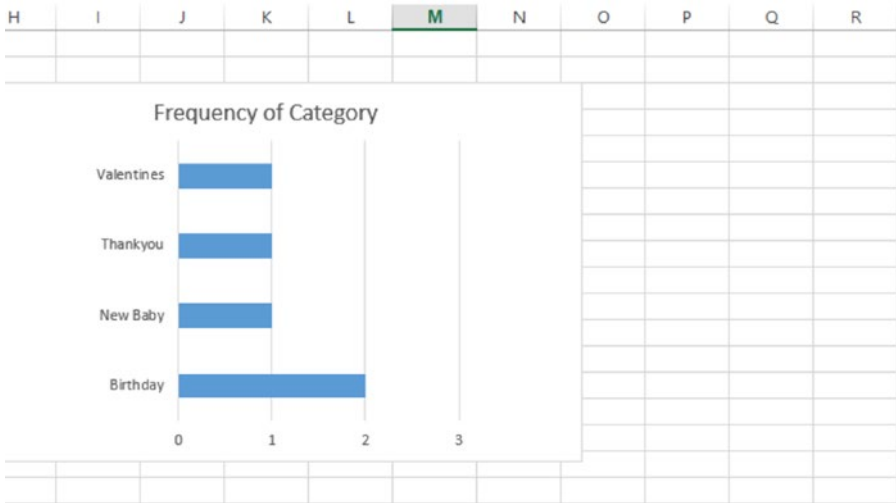 H I J K L M N O P Q R
Frequency of Category
Valentines
Thankyou
New Baby
Birthday
0 1 2 3